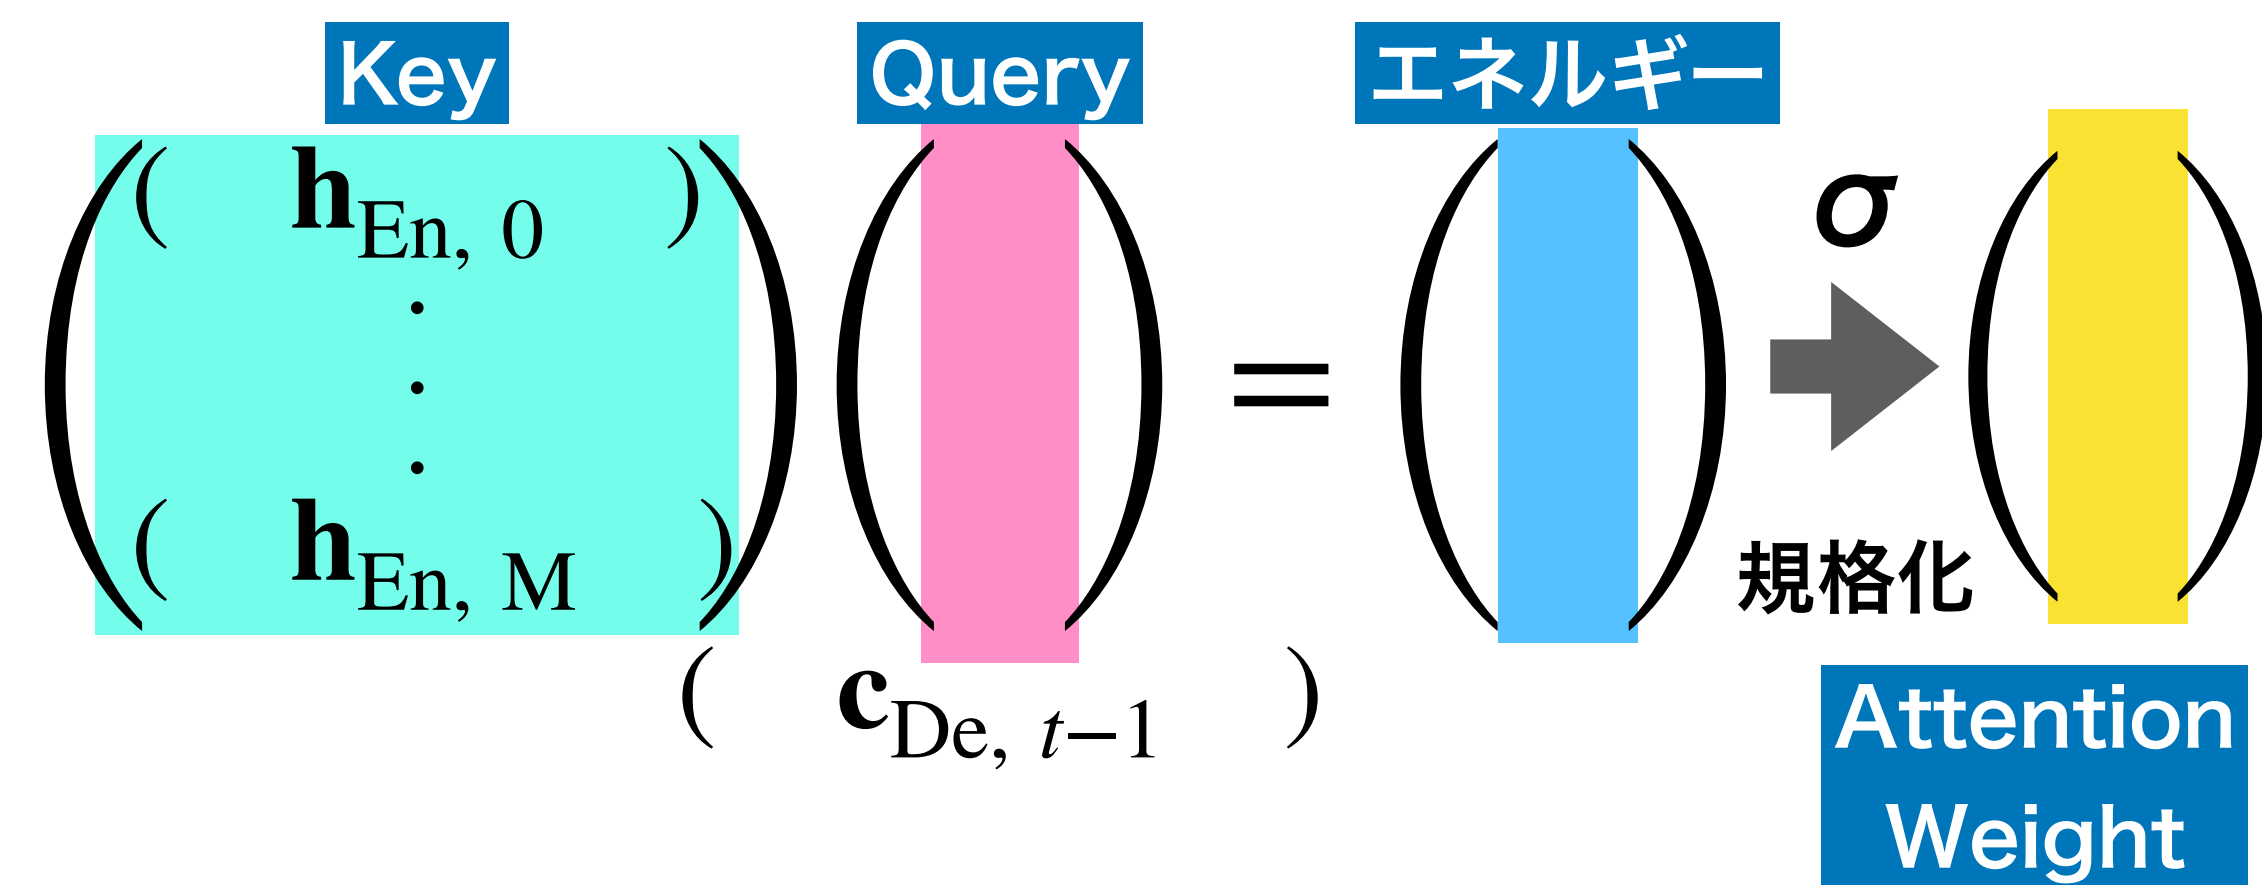 Key Query エネルギー
( h_En, 0 )
.
.
.
( h_En, M )
=
σ
規格化
( c_De, t−1 )
Attention
Weight